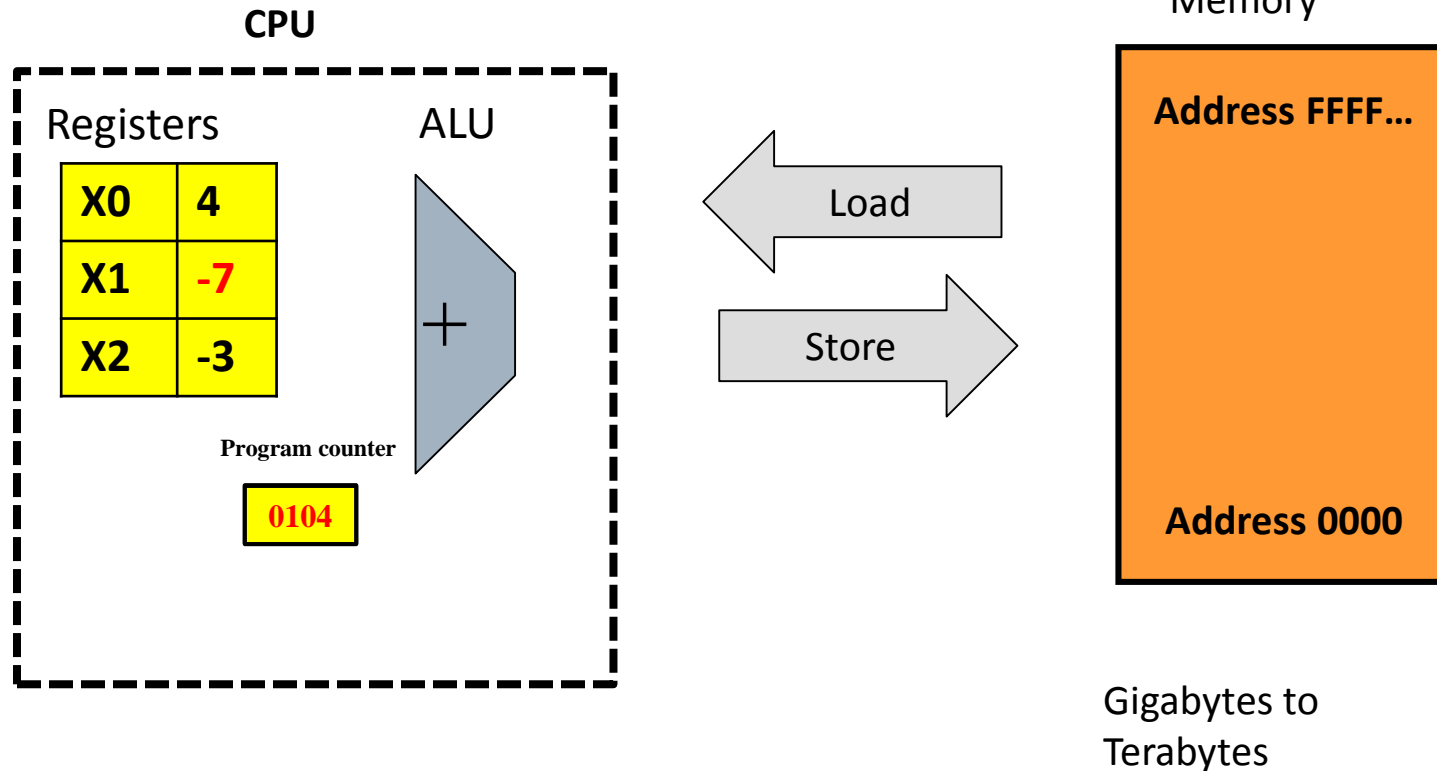 CPU
Memory
Registers
ALU
X0 4
X1 -7
X2 -3
+
Program counter
0104
Load
Store
Address FFFF…
Address 0000
Gigabytes to
Terabytes